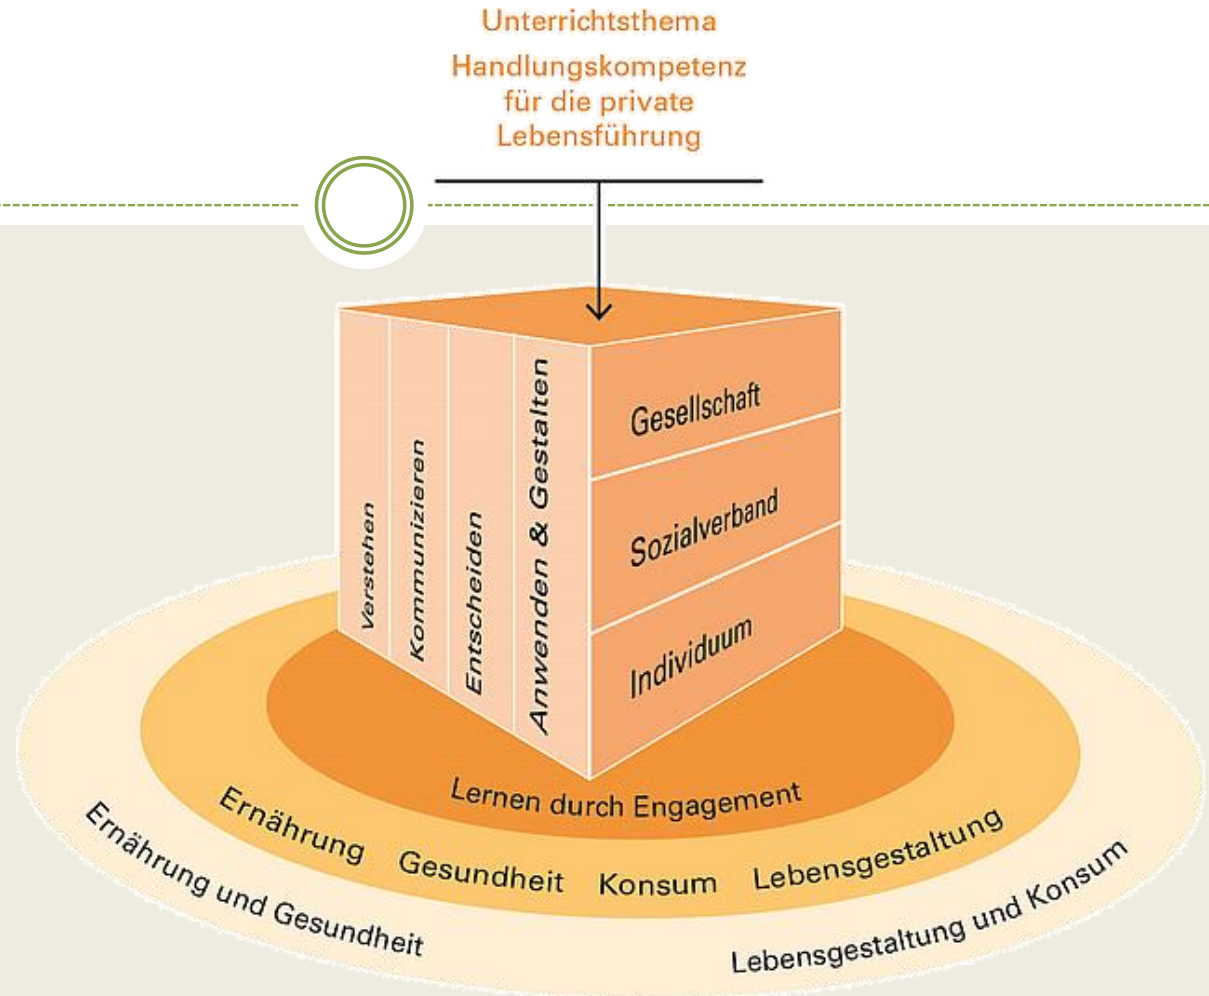 Unterrichtsthema
Handlungskompetenz
für die private
Lebensführung
Verstehen
Kommunizieren
Entscheiden
Anwenden & Gestalten
Gesellschaft
Sozialverband
Individuum
Lernen durch Engagement
Ernährung Gesundheit Konsum Lebensgestaltung
Ernährung und Gesundheit
Lebensgestaltung und Konsum